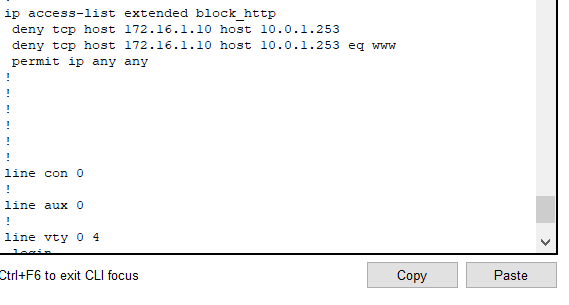 ip access-list extended block_http
deny tcp host 172.16.1.10 host 10.0.1.253
deny tcp host 172.16.1.10 host 10.0.1.253 eq www
permit ip any any
!
!
!
!
!
!
line con 0
!
line aux 0
!
line vty 0 4
login
Ctrl+F6 to exit CLI focus
Copy
Paste